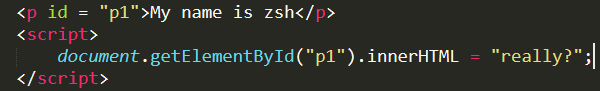 <p id = "p1">My name is zsh</p>
<script>
    document.getElementById("p1").innerHTML = "really?";
</script>